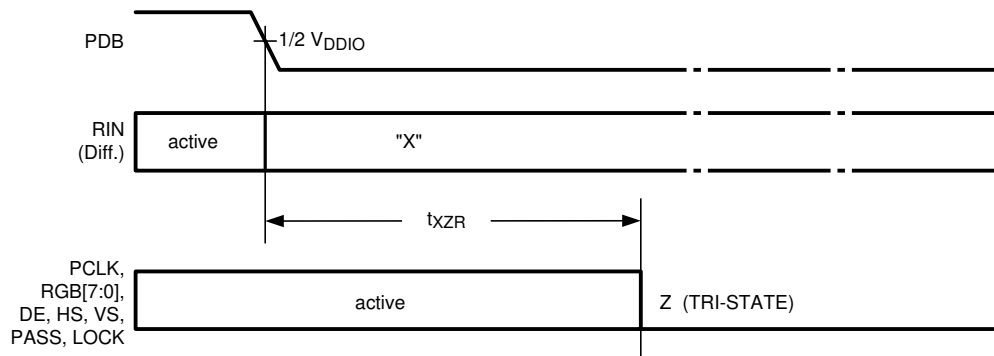 PDB
1/2 VDDIO
RIN
(Diff.)
active
"X"
tXZR
PCLK,
RGB[7:0],
DE, HS, VS,
PASS, LOCK
active
Z (TRI-STATE)